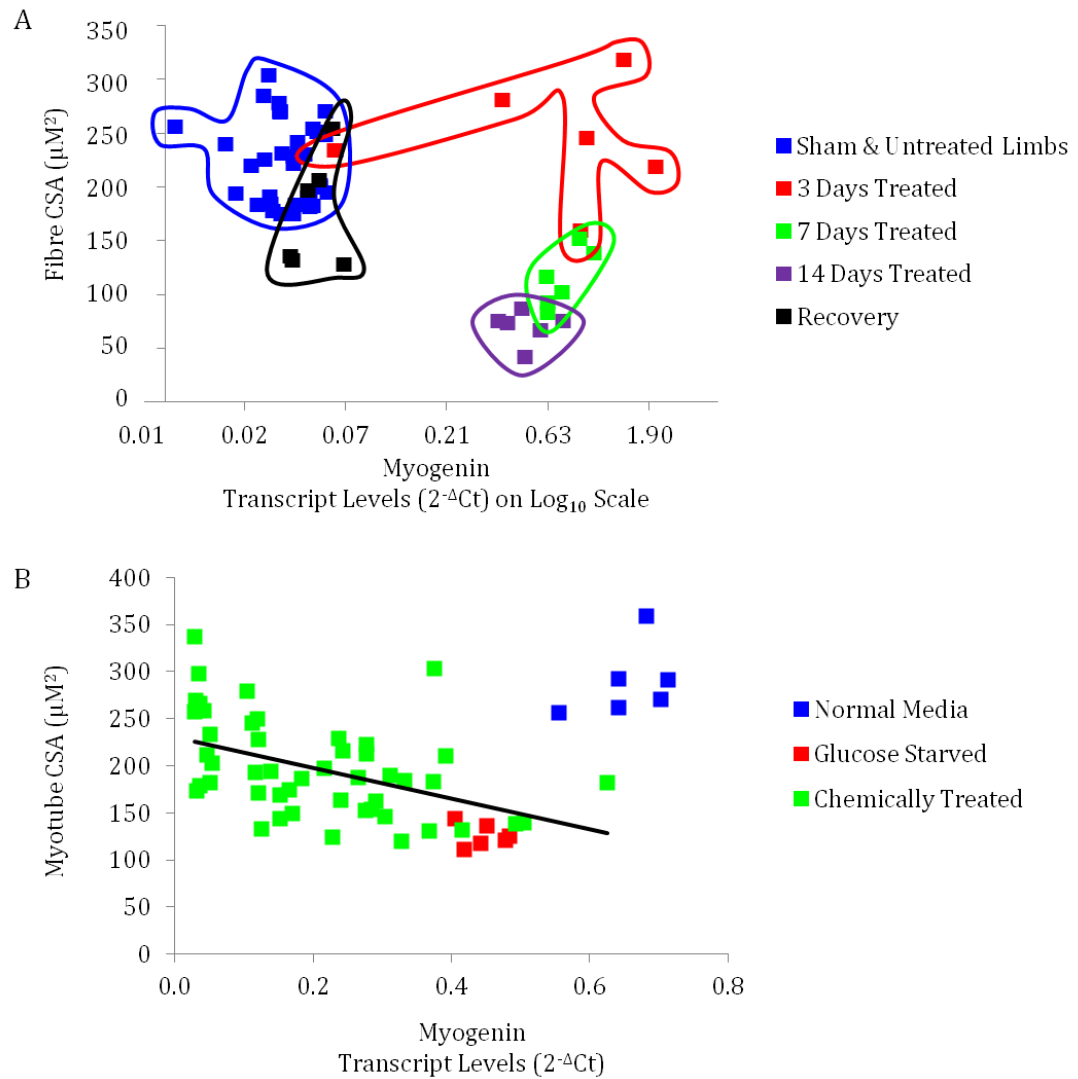 A
350
300
250
200
150
100
50
0
Fibre CSA (µM²)
0.01 0.02 0.07 0.21 0.63 1.90
Myogenin
Transcript Levels (2⁻ᐞCt) on Log₁₀ Scale
Sham & Untreated Limbs
3 Days Treated
7 Days Treated
14 Days Treated
Recovery
B
400
350
300
250
200
150
100
50
0
Myotube CSA (µM²)
0.0 0.2 0.4 0.6 0.8
Myogenin
Transcript Levels (2⁻ᐞCt)
Normal Media
Glucose Starved
Chemically Treated